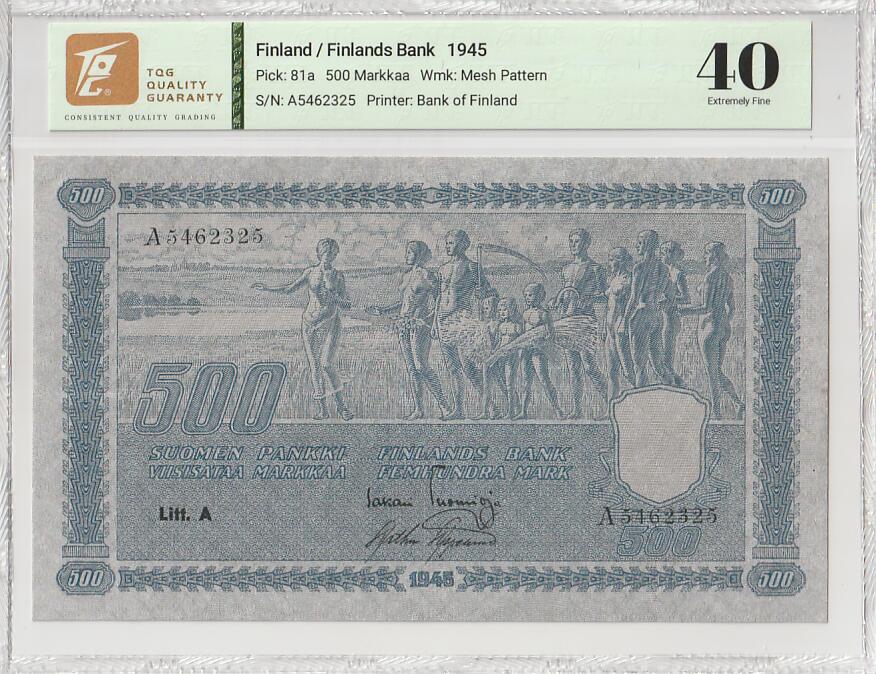 TQG
QUALITY
GUARANTY
CONSISTENT QUALITY GRADING
Finland / Finlands Bank 1945
Pick: 81a 500 Markkaa Wmk: Mesh Pattern
S/N: A5462325 Printer: Bank of Finland
40
Extremely Fine
500 500
A5462325
500
SUOMEN PANKKI FINLANDS BANK
VIISISATAA MARKKAA FEMHUNDRA MARK
Litt. A
A5462325
500
500 1945 500